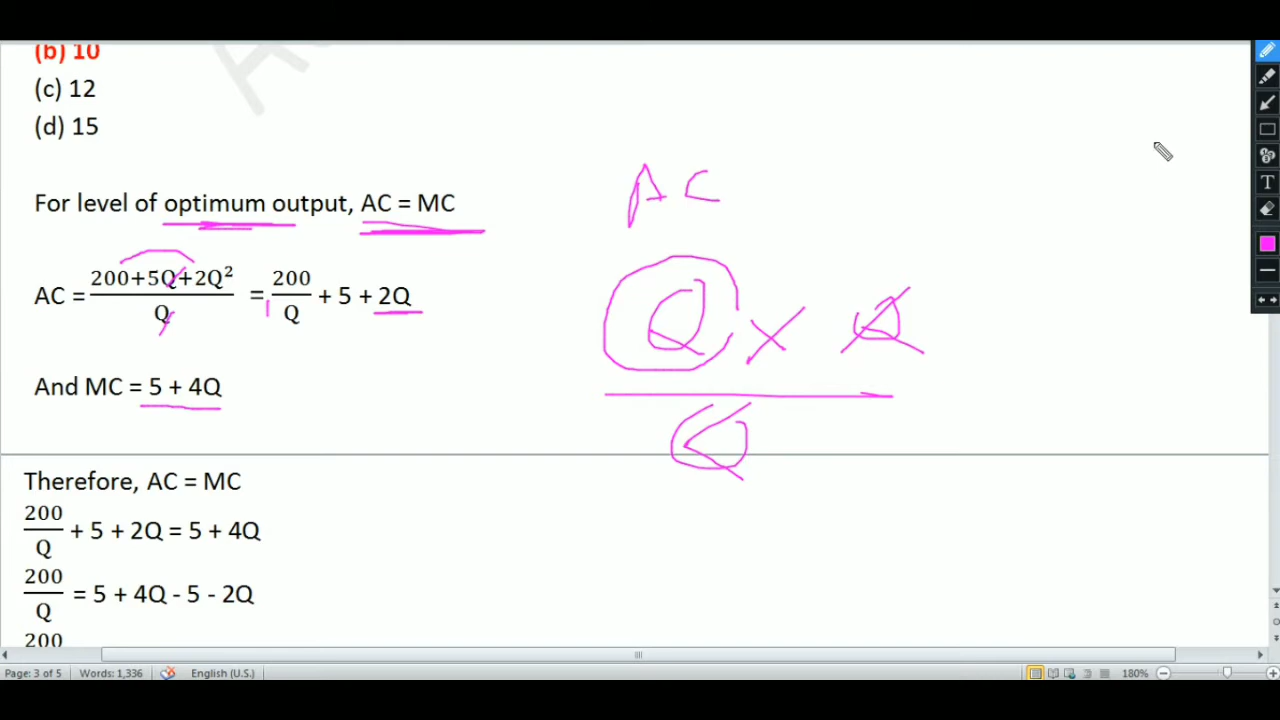 (b) 10
(c) 12
(d) 15
For level of optimum output, AC = MC
AC = 200+5Q+2Q² / Q = 200 / Q + 5 + 2Q
And MC = 5 + 4Q
AC
Q × Q
Q
Therefore, AC = MC
200 / Q + 5 + 2Q = 5 + 4Q
200 / Q = 5 + 4Q - 5 - 2Q
200
Page: 3 of 5 Words: 1,336 English (U.S.) 180%